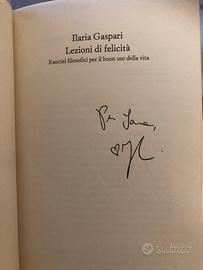 Ilaria Gaspari
Lezioni di felicità
Esercizi filosofici per il buon uso della vita
Per
subito